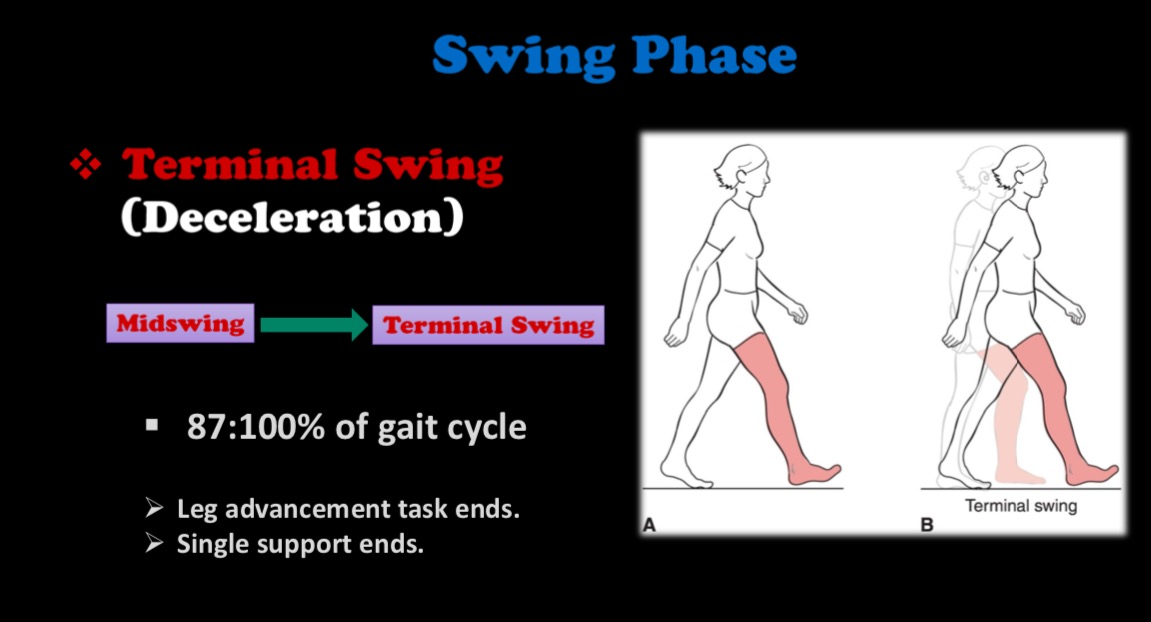 Swing Phase
❖ Terminal Swing
(Deceleration)
Midswing
Terminal Swing
▪ 87:100% of gait cycle
➢ Leg advancement task ends.
➢ Single support ends.
Terminal swing
A
B